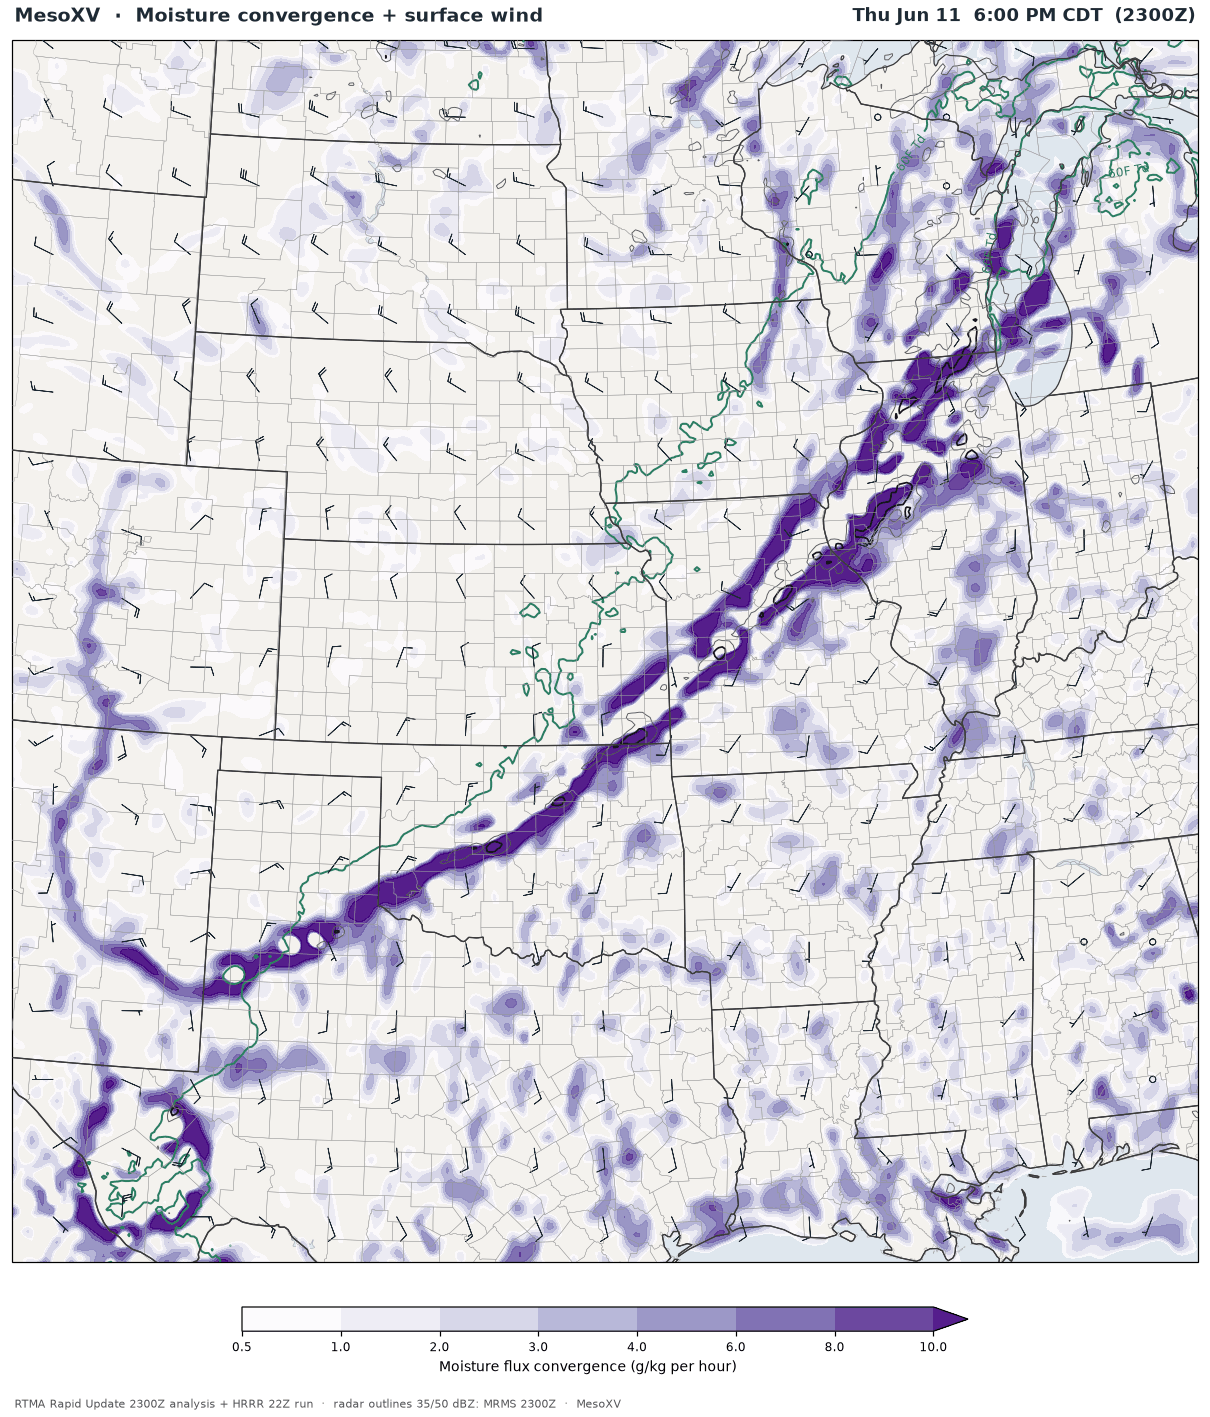 MesoXV · Moisture convergence + surface wind
Thu Jun 11 6:00 PM CDT (2300Z)
60F Td
60F Td
0.5 1.0 2.0 3.0 4.0 6.0 8.0 10.0
Moisture flux convergence (g/kg per hour)
RTMA Rapid Update 2300Z analysis + HRRR 22Z run · radar outlines 35/50 dBZ: MRMS 2300Z · MesoXV